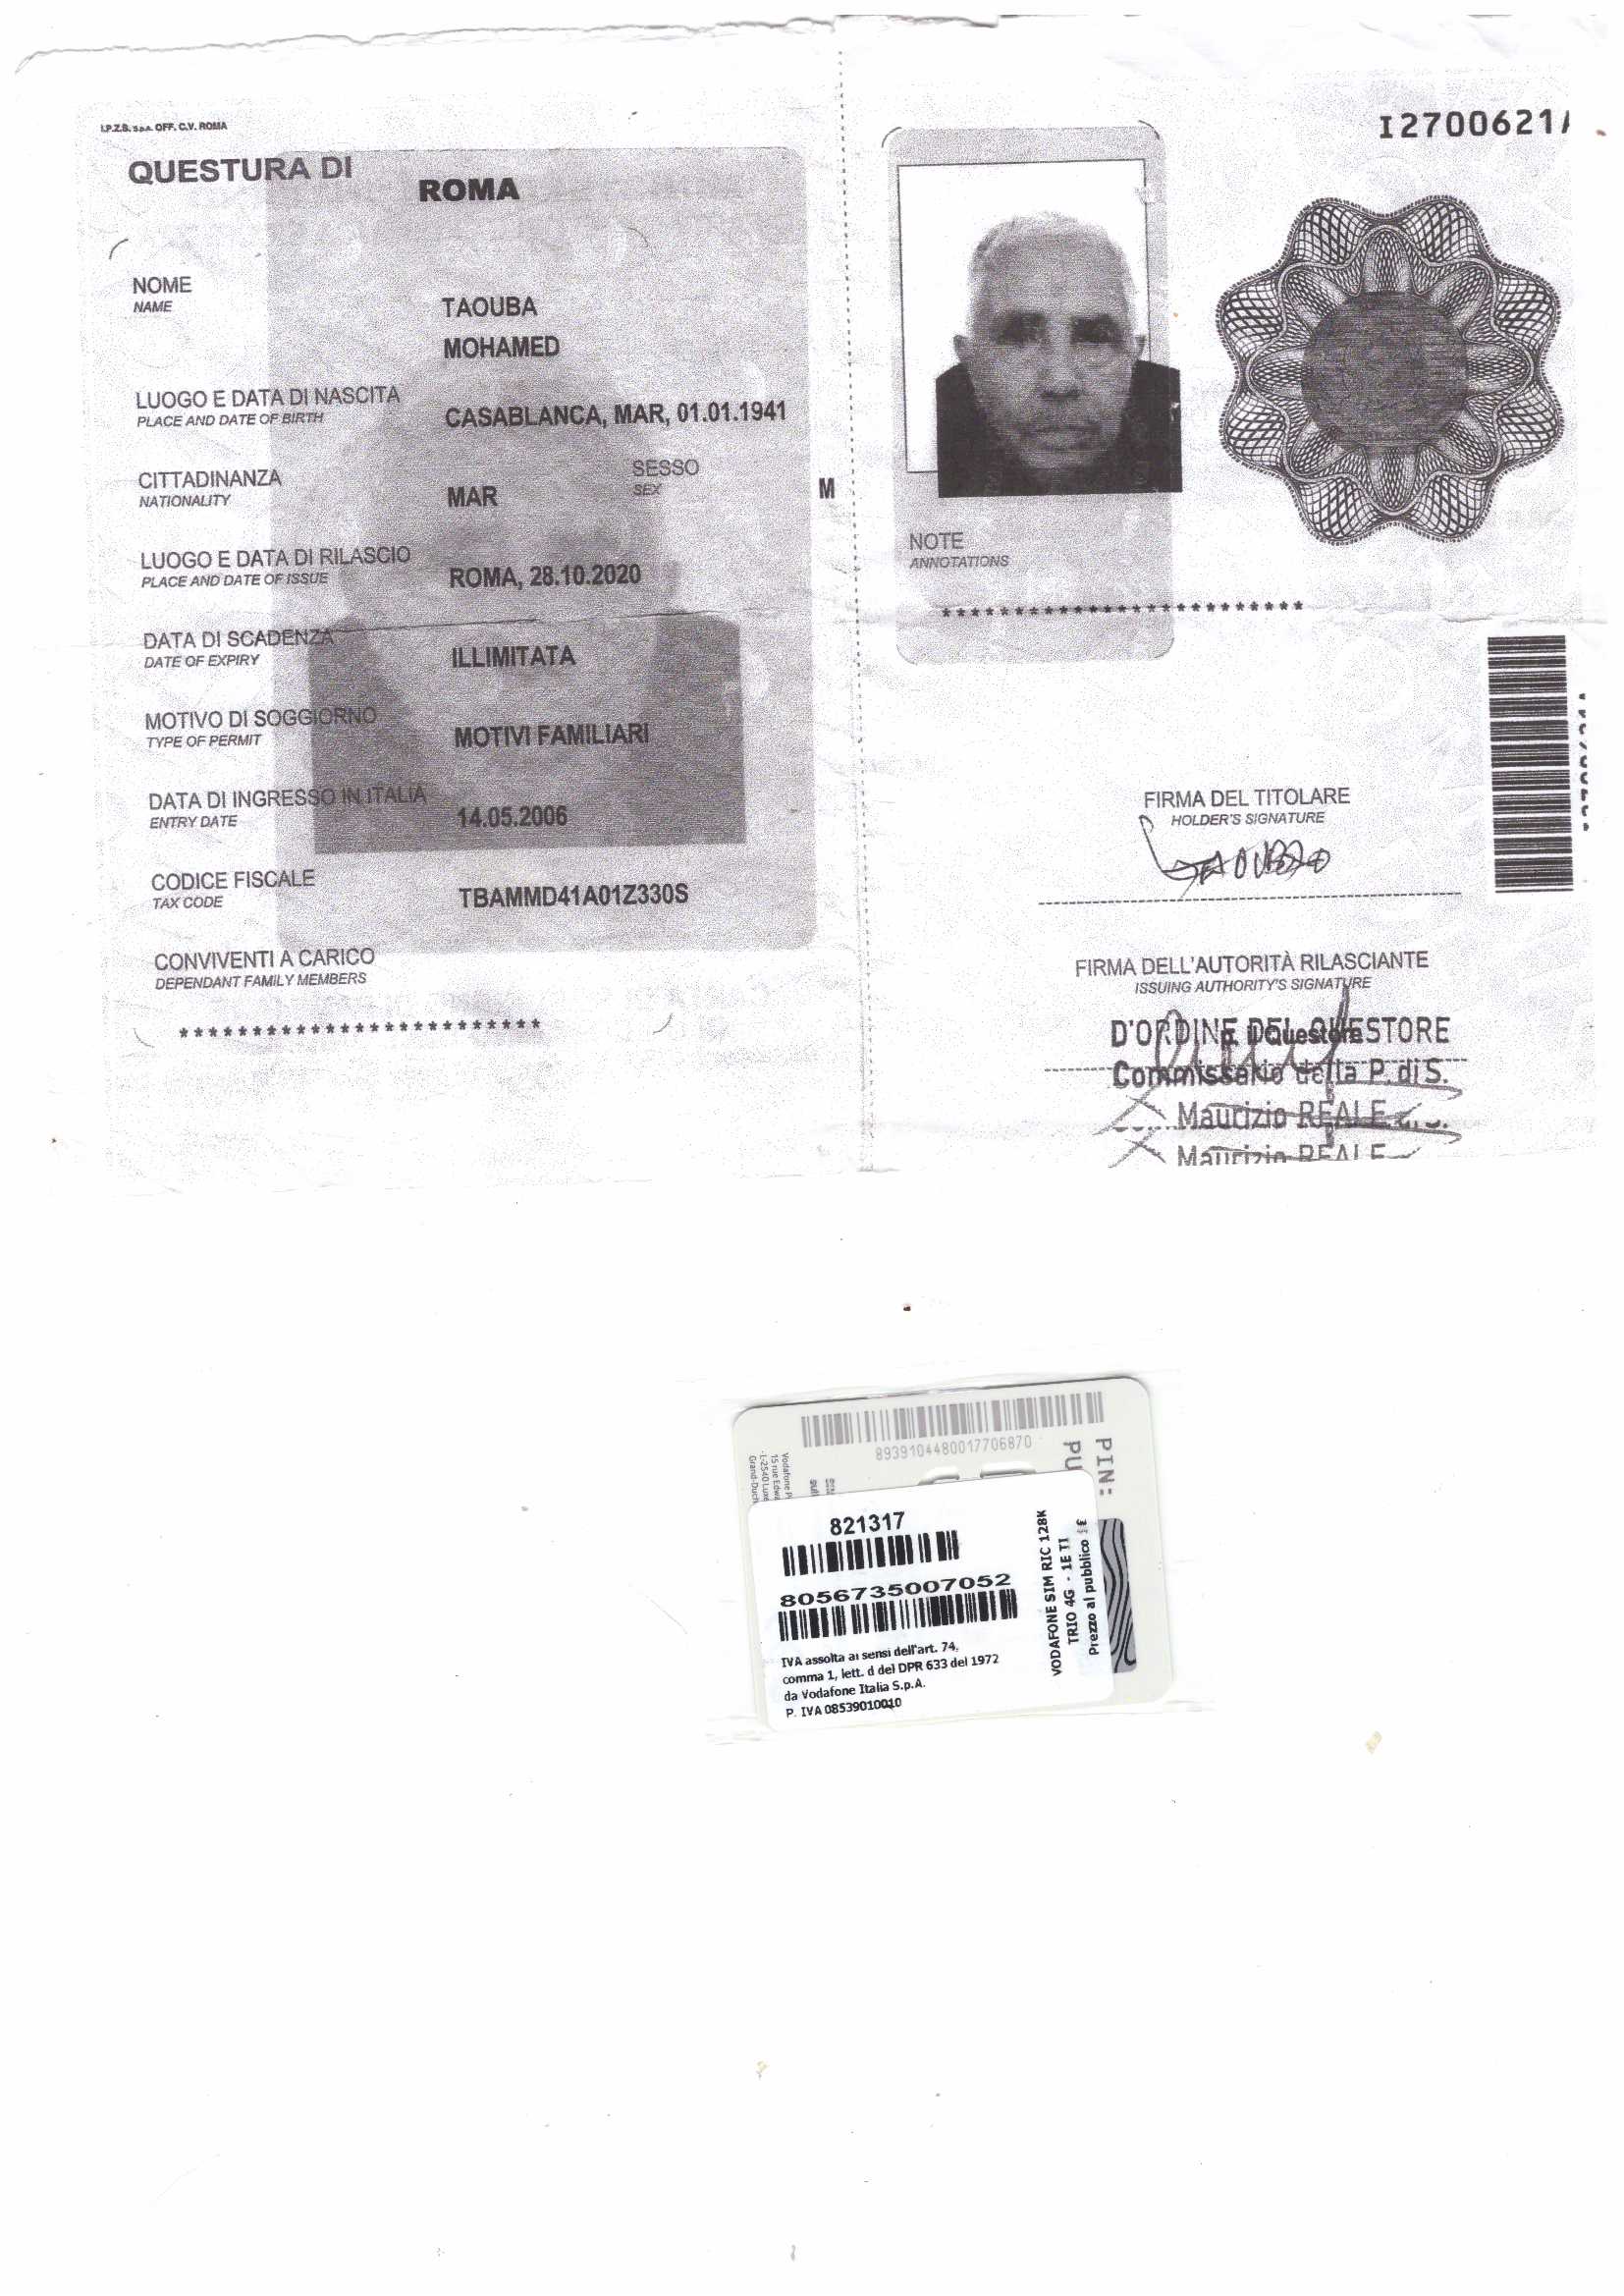 I.P.Z.S. S.p.A. OFF. C.V. ROMA
QUESTURA DI
ROMA
NOME
NAME
TAOUBA
MOHAMED
LUOGO E DATA DI NASCITA
PLACE AND DATE OF BIRTH
CASABLANCA, MAR, 01.01.1941
CITTADINANZA
NATIONALITY
MAR
SESSO
SEX
M
LUOGO E DATA DI RILASCIO
PLACE AND DATE OF ISSUE
ROMA, 28.10.2020
DATA DI SCADENZA
DATE OF EXPIRY
ILLIMITATA
MOTIVO DI SOGGIORNO
TYPE OF PERMIT
MOTIVI FAMILIARI
DATA DI INGRESSO IN ITALIA
ENTRY DATE
14.05.2006
CODICE FISCALE
TAX CODE
TBAMMD41A01Z330S
CONVIVENTI A CARICO
DEPENDANT FAMILY MEMBERS
*************************
I2700621
NOTE
ANNOTATIONS
*************************
FIRMA DEL TITOLARE
HOLDER'S SIGNATURE
FIRMA DELL'AUTORITÀ RILASCIANTE
ISSUING AUTHORITY'S SIGNATURE
D'ORDINE DEL QUESTORE
p. il Questore
Commissario della P. di S.
Maurizio REALE
Maurizio REALE
8939104480017706870
PIN:
PU
821317
8056735007052
IVA assolta ai sensi dell'art. 74,
comma 1, lett. d del DPR 633 del 1972
da Vodafone Italia S.p.A.
P. IVA 08539010010
VODAFONE SIM RIC 128K
TRIO 4G - 1E TI
Prezzo al pubblico